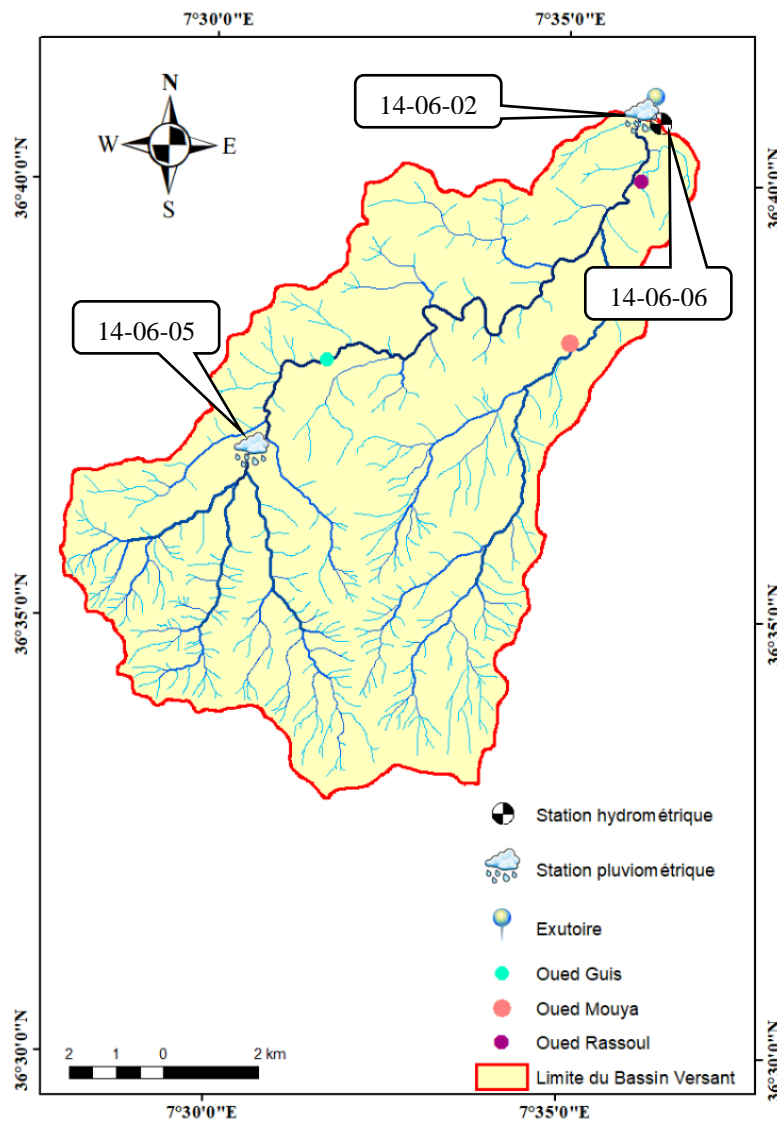 7°30'0"E 7°35'0"E
N
W E
S
14-06-02
36°40'0"N 36°40'0"N
14-06-06
14-06-05
36°35'0"N 36°35'0"N
Station hydrométrique
Station pluviométrique
Exutoire
Oued Guis
Oued Mouya
Oued Rassoul
Limite du Bassin Versant
2 1 0 2 km
36°30'0"N 36°30'0"N
7°30'0"E 7°35'0"E